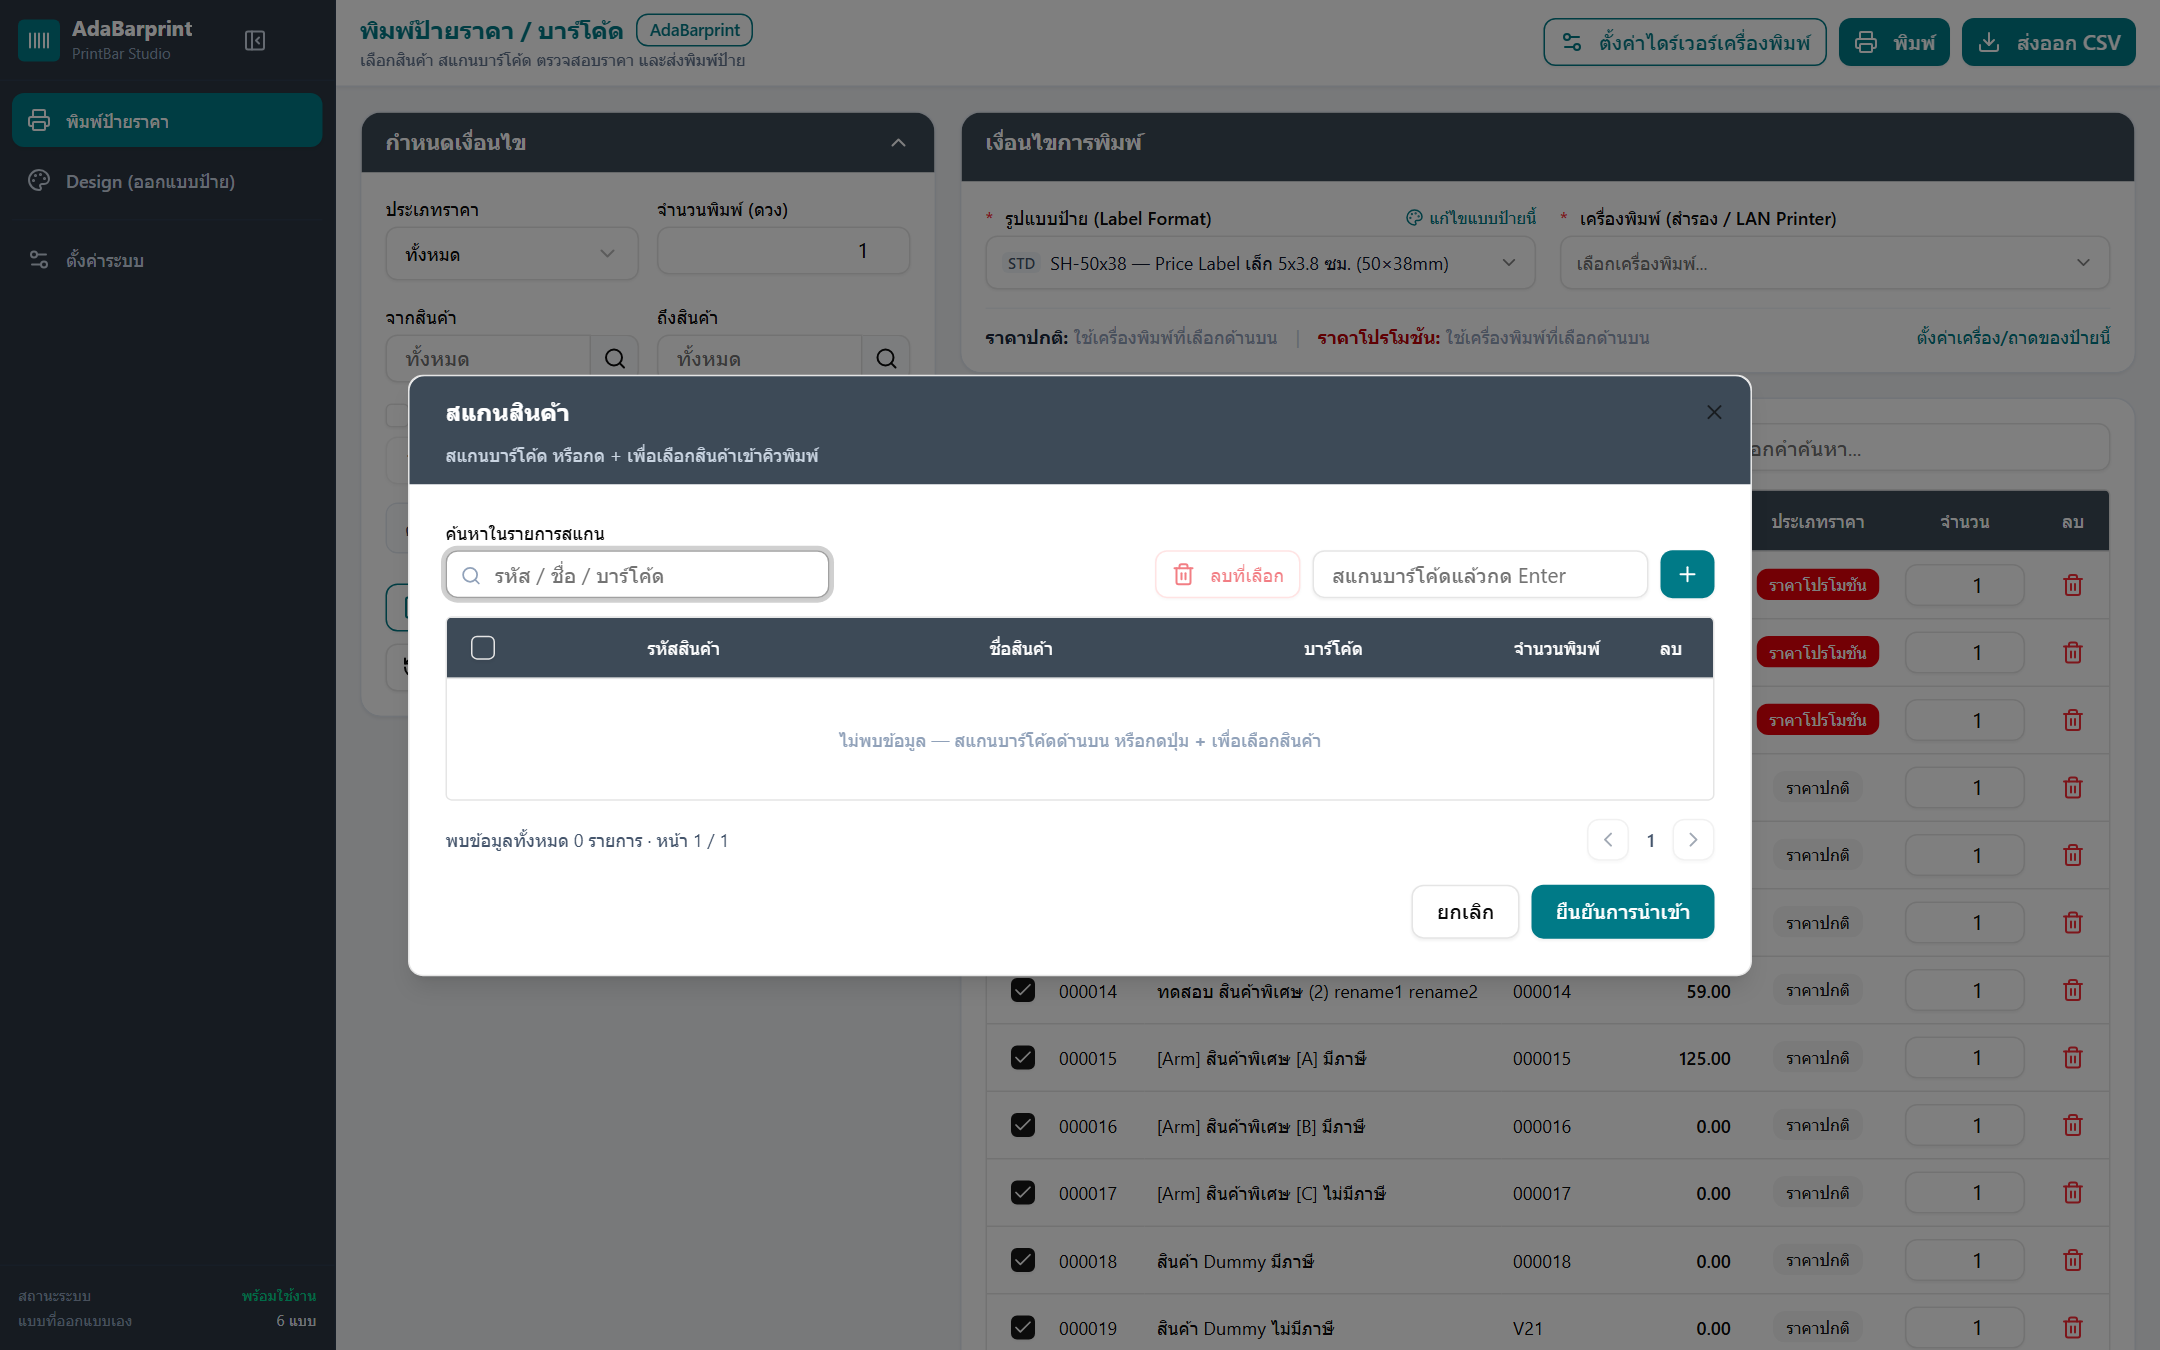 AdaBarprint
PrintBar Studio
พิมพ์ป้ายราคา
Design (ออกแบบป้าย)
ตั้งค่าระบบ
สถานะระบบ พร้อมใช้งาน
แบบที่ออกแบบเอง 6 แบบ
พิมพ์ป้ายราคา / บาร์โค้ด AdaBarprint
เลือกสินค้า สแกนบาร์โค้ด ตรวจสอบราคา และส่งพิมพ์ป้าย
ตั้งค่าไดร์เวอร์เครื่องพิมพ์ พิมพ์ ส่งออก CSV
กำหนดเงื่อนไข
ประเภทราคา จำนวนพิมพ์ (ดวง)
ทั้งหมด 1
จากสินค้า ถึงสินค้า
ทั้งหมด ทั้งหมด
เงื่อนไขการพิมพ์
* รูปแบบป้าย (Label Format) แก้ไขแบบป้ายนี้ * เครื่องพิมพ์ (สำรอง / LAN Printer)
STD SH-50x38 — Price Label เล็ก 5x3.8 ซม. (50×38mm) เลือกเครื่องพิมพ์...
ราคาปกติ: ใช้เครื่องพิมพ์ที่เลือกด้านบน | ราคาโปรโมชัน: ใช้เครื่องพิมพ์ที่เลือกด้านบน ตั้งค่าเครื่อง/ถาดของป้ายนี้
อกคำค้นหา...
ประเภทราคา จำนวน ลบ
ราคาโปรโมชัน 1
ราคาโปรโมชัน 1
ราคาโปรโมชัน 1
ราคาปกติ 1
ราคาปกติ 1
ราคาปกติ 1
000014 ทดสอบ สินค้าพิเศษ (2) rename1 rename2 000014 59.00 ราคาปกติ 1
000015 [Arm] สินค้าพิเศษ [A] มีภาษี 000015 125.00 ราคาปกติ 1
000016 [Arm] สินค้าพิเศษ [B] มีภาษี 000016 0.00 ราคาปกติ 1
000017 [Arm] สินค้าพิเศษ [C] ไม่มีภาษี 000017 0.00 ราคาปกติ 1
000018 สินค้า Dummy มีภาษี 000018 0.00 ราคาปกติ 1
000019 สินค้า Dummy ไม่มีภาษี V21 0.00 ราคาปกติ 1
สแกนสินค้า
สแกนบาร์โค้ด หรือกด + เพื่อเลือกสินค้าเข้าคิวพิมพ์
ค้นหาในรายการสแกน
รหัส / ชื่อ / บาร์โค้ด ลบที่เลือก สแกนบาร์โค้ดแล้วกด Enter +
รหัสสินค้า ชื่อสินค้า บาร์โค้ด จำนวนพิมพ์ ลบ
ไม่พบข้อมูล — สแกนบาร์โค้ดด้านบน หรือกดปุ่ม + เพื่อเลือกสินค้า
พบข้อมูลทั้งหมด 0 รายการ · หน้า 1 / 1 1
ยกเลิก ยืนยันการนำเข้า